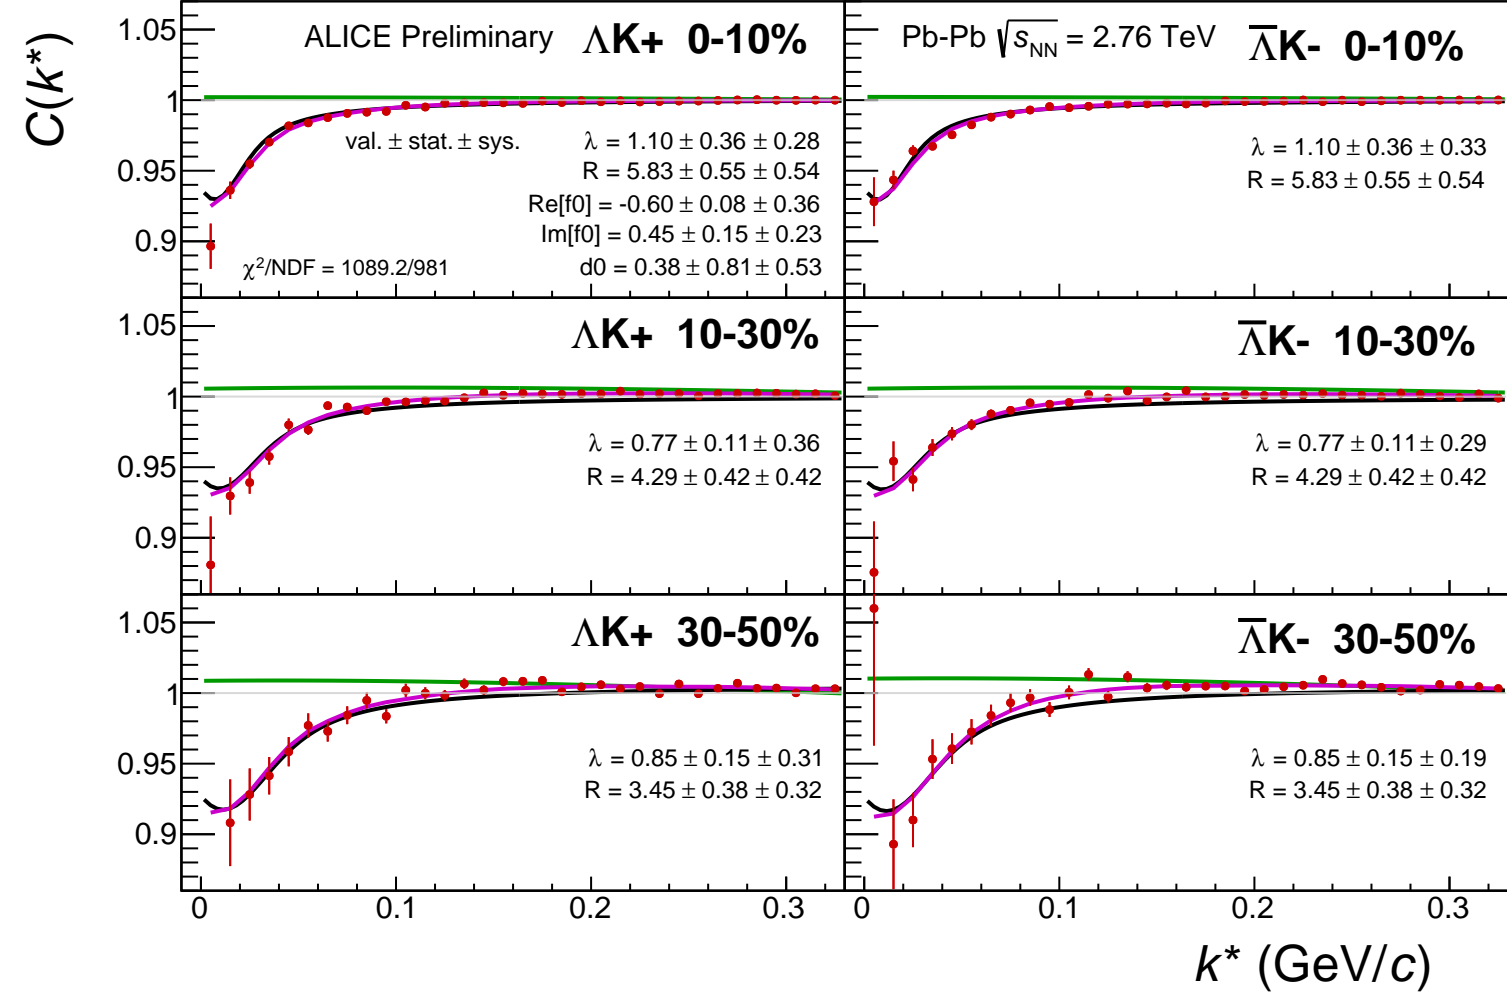 C(k*)
ALICE Preliminary ΛK+ 0-10%
1.05
1
0.95
0.9
val. ± stat. ± sys.
λ = 1.10 ± 0.36 ± 0.28
R = 5.83 ± 0.55 ± 0.54
Re[f0] = -0.60 ± 0.08 ± 0.36
Im[f0] = 0.45 ± 0.15 ± 0.23
d0 = 0.38 ± 0.81 ± 0.53
χ²/NDF = 1089.2/981
Pb-Pb √s_NN = 2.76 TeV Λ̅K- 0-10%
λ = 1.10 ± 0.36 ± 0.33
R = 5.83 ± 0.55 ± 0.54
ΛK+ 10-30%
1.05
1
0.95
0.9
λ = 0.77 ± 0.11 ± 0.36
R = 4.29 ± 0.42 ± 0.42
Λ̅K- 10-30%
λ = 0.77 ± 0.11 ± 0.29
R = 4.29 ± 0.42 ± 0.42
ΛK+ 30-50%
1.05
1
0.95
0.9
λ = 0.85 ± 0.15 ± 0.31
R = 3.45 ± 0.38 ± 0.32
Λ̅K- 30-50%
λ = 0.85 ± 0.15 ± 0.19
R = 3.45 ± 0.38 ± 0.32
0 0.1 0.2 0.3 0 0.1 0.2 0.3
k* (GeV/c)